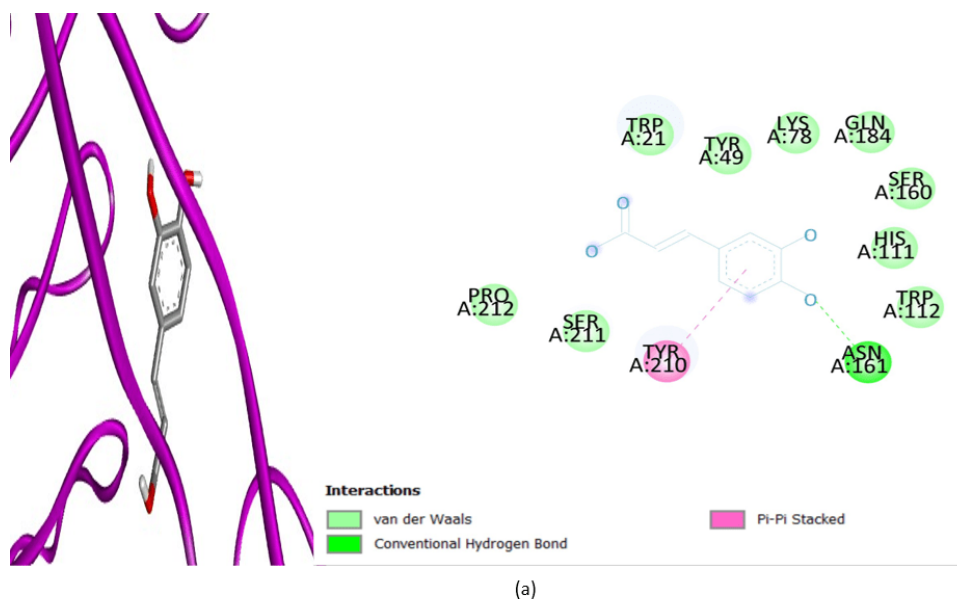 TRP
A:21
TYR
A:49
LYS
A:78
GLN
A:184
SER
A:160
HIS
A:111
TRP
A:112
ASN
A:161
TYR
A:210
SER
A:211
PRO
A:212
O
O
O
O
Interactions
van der Waals
Conventional Hydrogen Bond
Pi-Pi Stacked
(a)